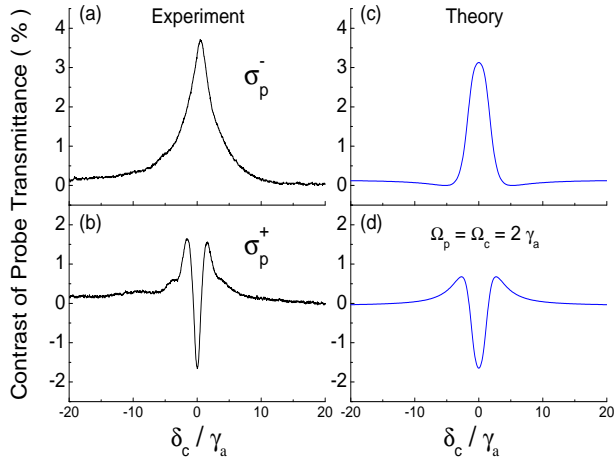 (a) Experiment
(c) Theory
Contrast of Probe Transmittance ( % )
4
3
2
1
0
σp-
(b)
(d)
2
1
0
-1
-2
σp+
Ωp = Ωc = 2 γa
-20 -10 0 10 20
-20 -10 0 10 20
δc / γa
δc / γa